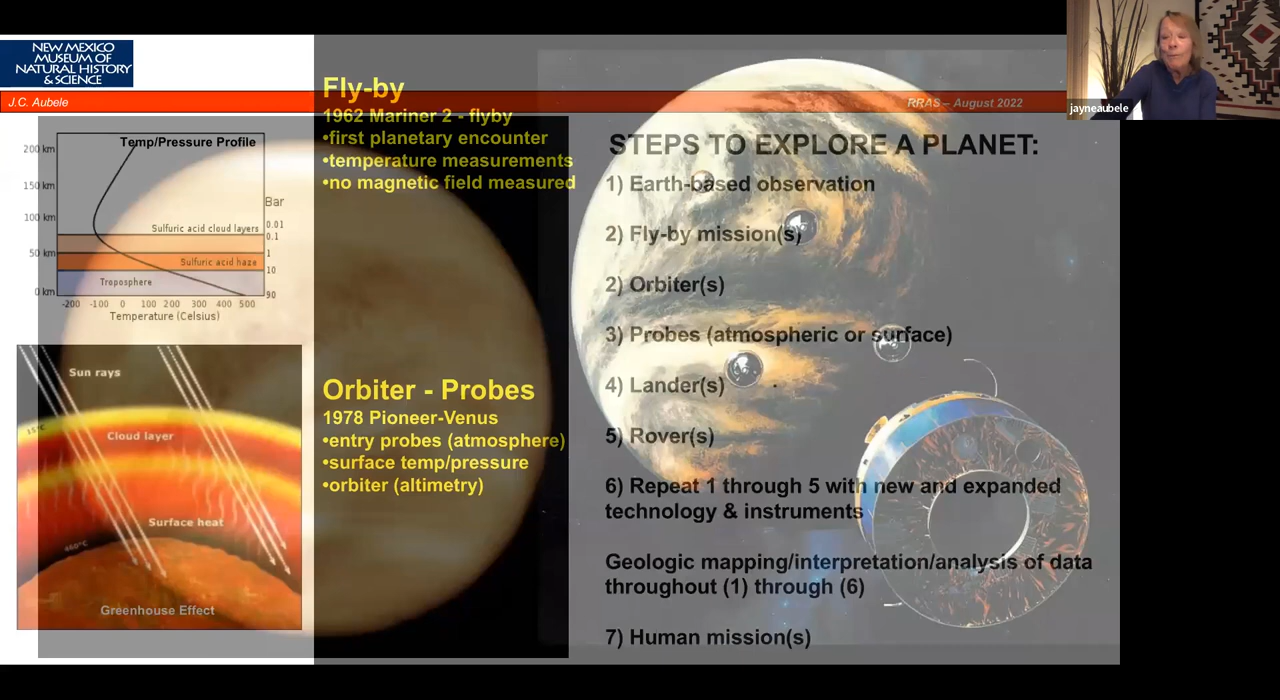 NEW MEXICO
MUSEUM OF
NATURAL HISTORY
& SCIENCE
J.C. Aubele
RRAS – August 2022
jayneaubele
Temp/Pressure Profile
200 km
150 km
100 km
50 km
0 km
Bar
0.01
0.1
1
10
90
Sulfuric acid cloud layers
Sulfuric acid haze
Troposphere
-200 -100 0 100 200 300 400 500
Temperature (Celsius)
Sun rays
15°C
Cloud layer
Surface heat
460°C
Greenhouse Effect
Fly-by
1962 Mariner 2 - flyby
•first planetary encounter
•temperature measurements
•no magnetic field measured
Orbiter - Probes
1978 Pioneer-Venus
•entry probes (atmosphere)
•surface temp/pressure
•orbiter (altimetry)
STEPS TO EXPLORE A PLANET:
1) Earth-based observation
2) Fly-by mission(s)
2) Orbiter(s)
3) Probes (atmospheric or surface)
4) Lander(s)
5) Rover(s)
6) Repeat 1 through 5 with new and expanded
technology & instruments
Geologic mapping/interpretation/analysis of data
throughout (1) through (6)
7) Human mission(s)